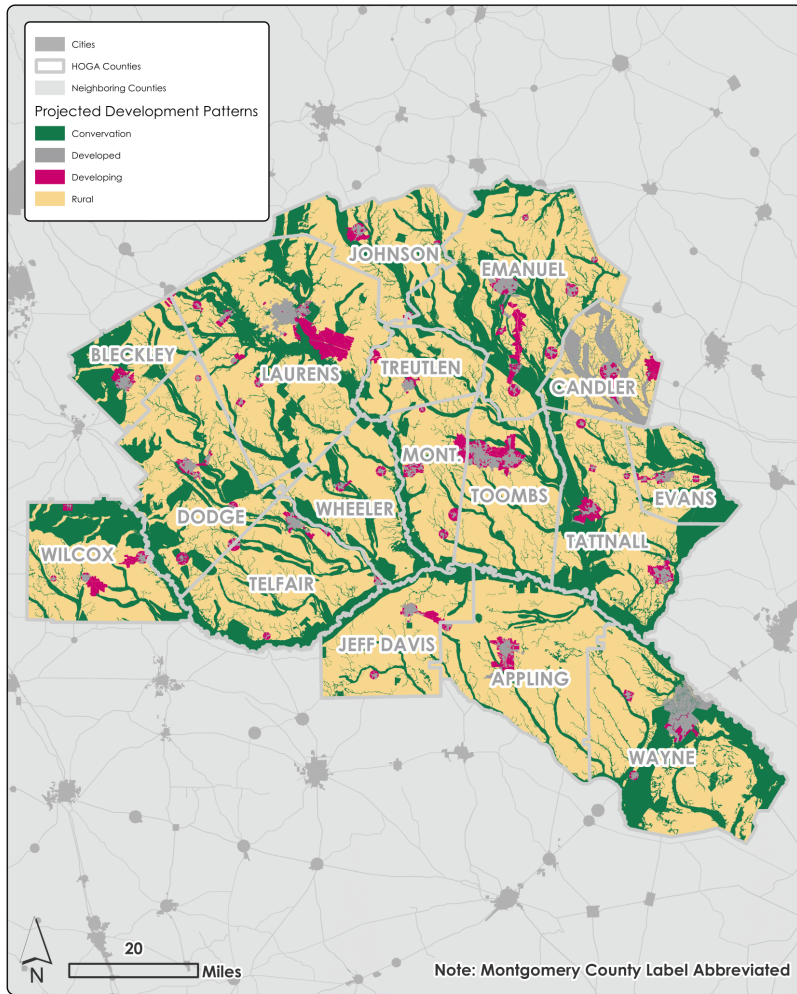 Cities
HOGA Counties
Neighboring Counties
Projected Development Patterns
Convervation
Developed
Developing
Rural
JOHNSON
EMANUEL
BLECKLEY
LAURENS
TREUTLEN
CANDLER
MONT.
TOOMBS
EVANS
DODGE
WHEELER
TATTNALL
WILCOX
TELFAIR
JEFF DAVIS
APPLING
WAYNE
N
20
Miles
Note: Montgomery County Label Abbreviated